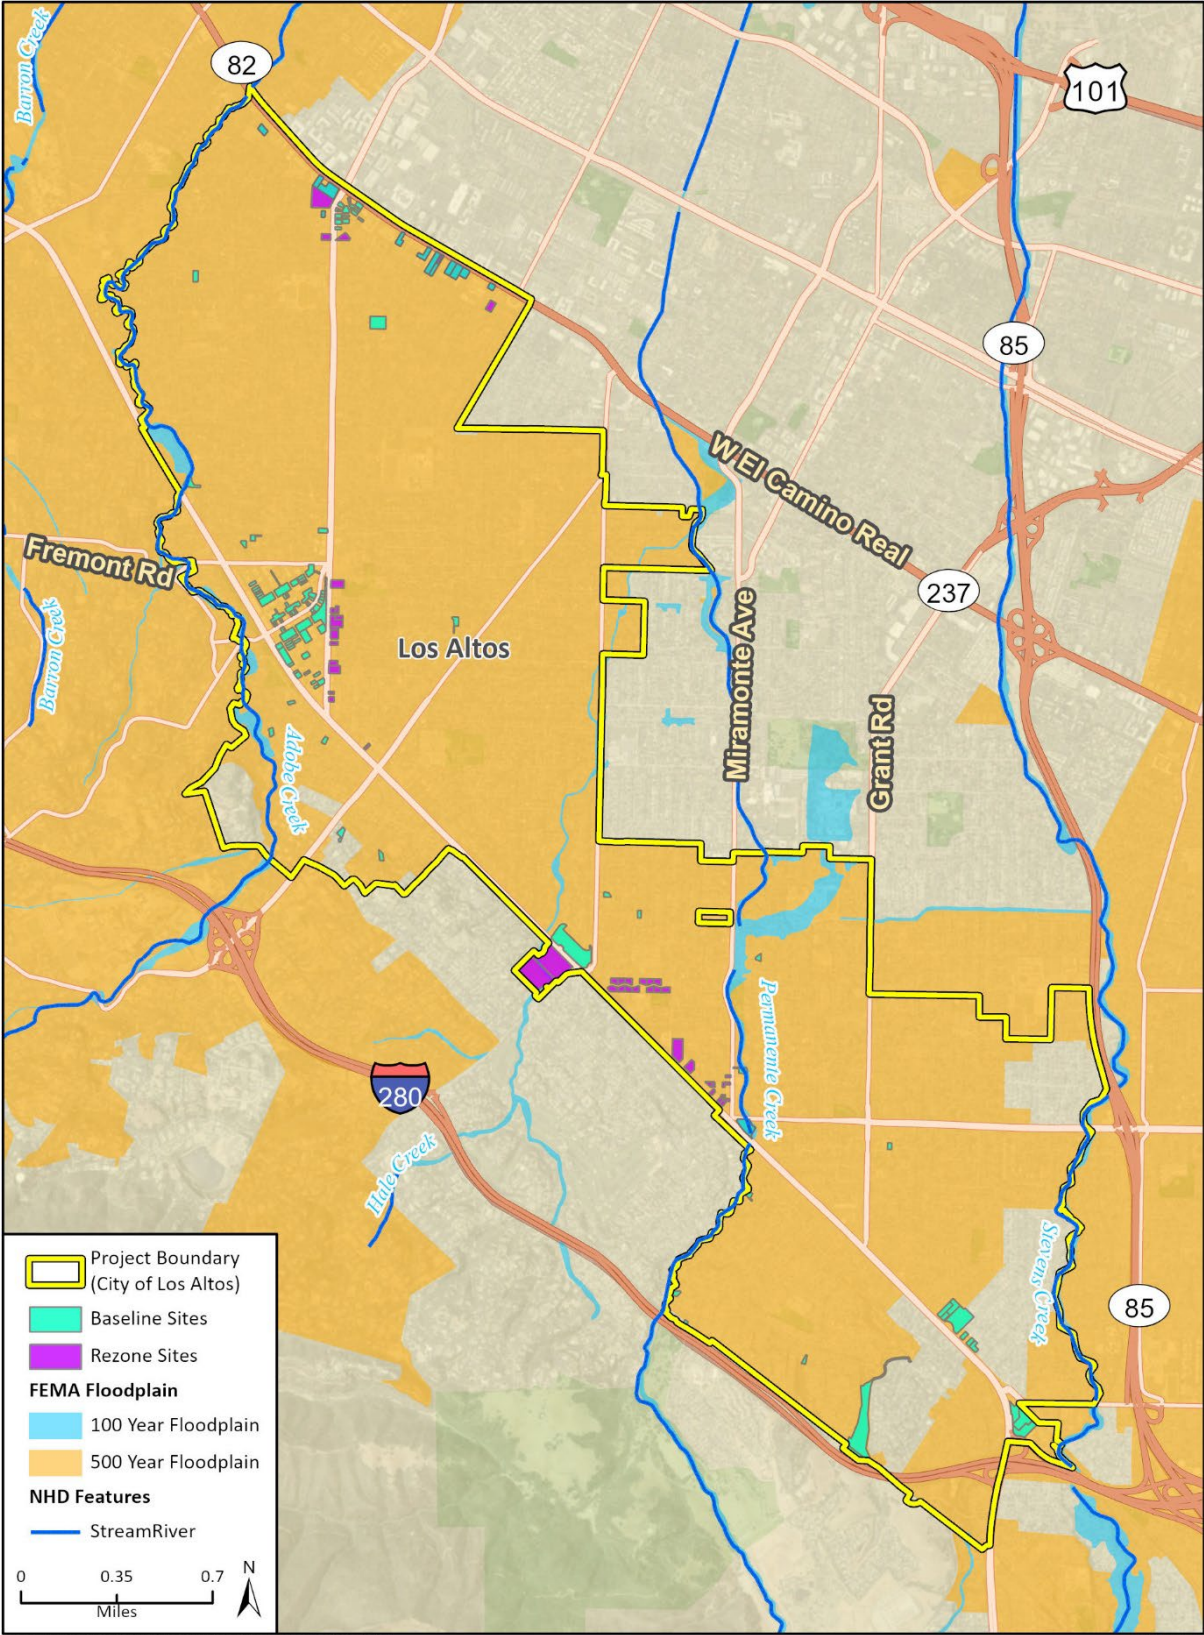 Barron Creek
82
101
85
W El Camino Real
Fremont Rd
237
Barron Creek
Los Altos
Miramonte Ave
Grant Rd
Adobe Creek
Permanente Creek
280
Hale Creek
Stevens Creek
85
Project Boundary
(City of Los Altos)
Baseline Sites
Rezone Sites
FEMA Floodplain
100 Year Floodplain
500 Year Floodplain
NHD Features
StreamRiver
0 0.35 0.7
Miles
N